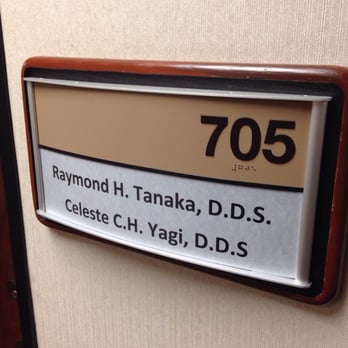 705
Raymond H. Tanaka, D.D.S.
Celeste C.H. Yagi, D.D.S